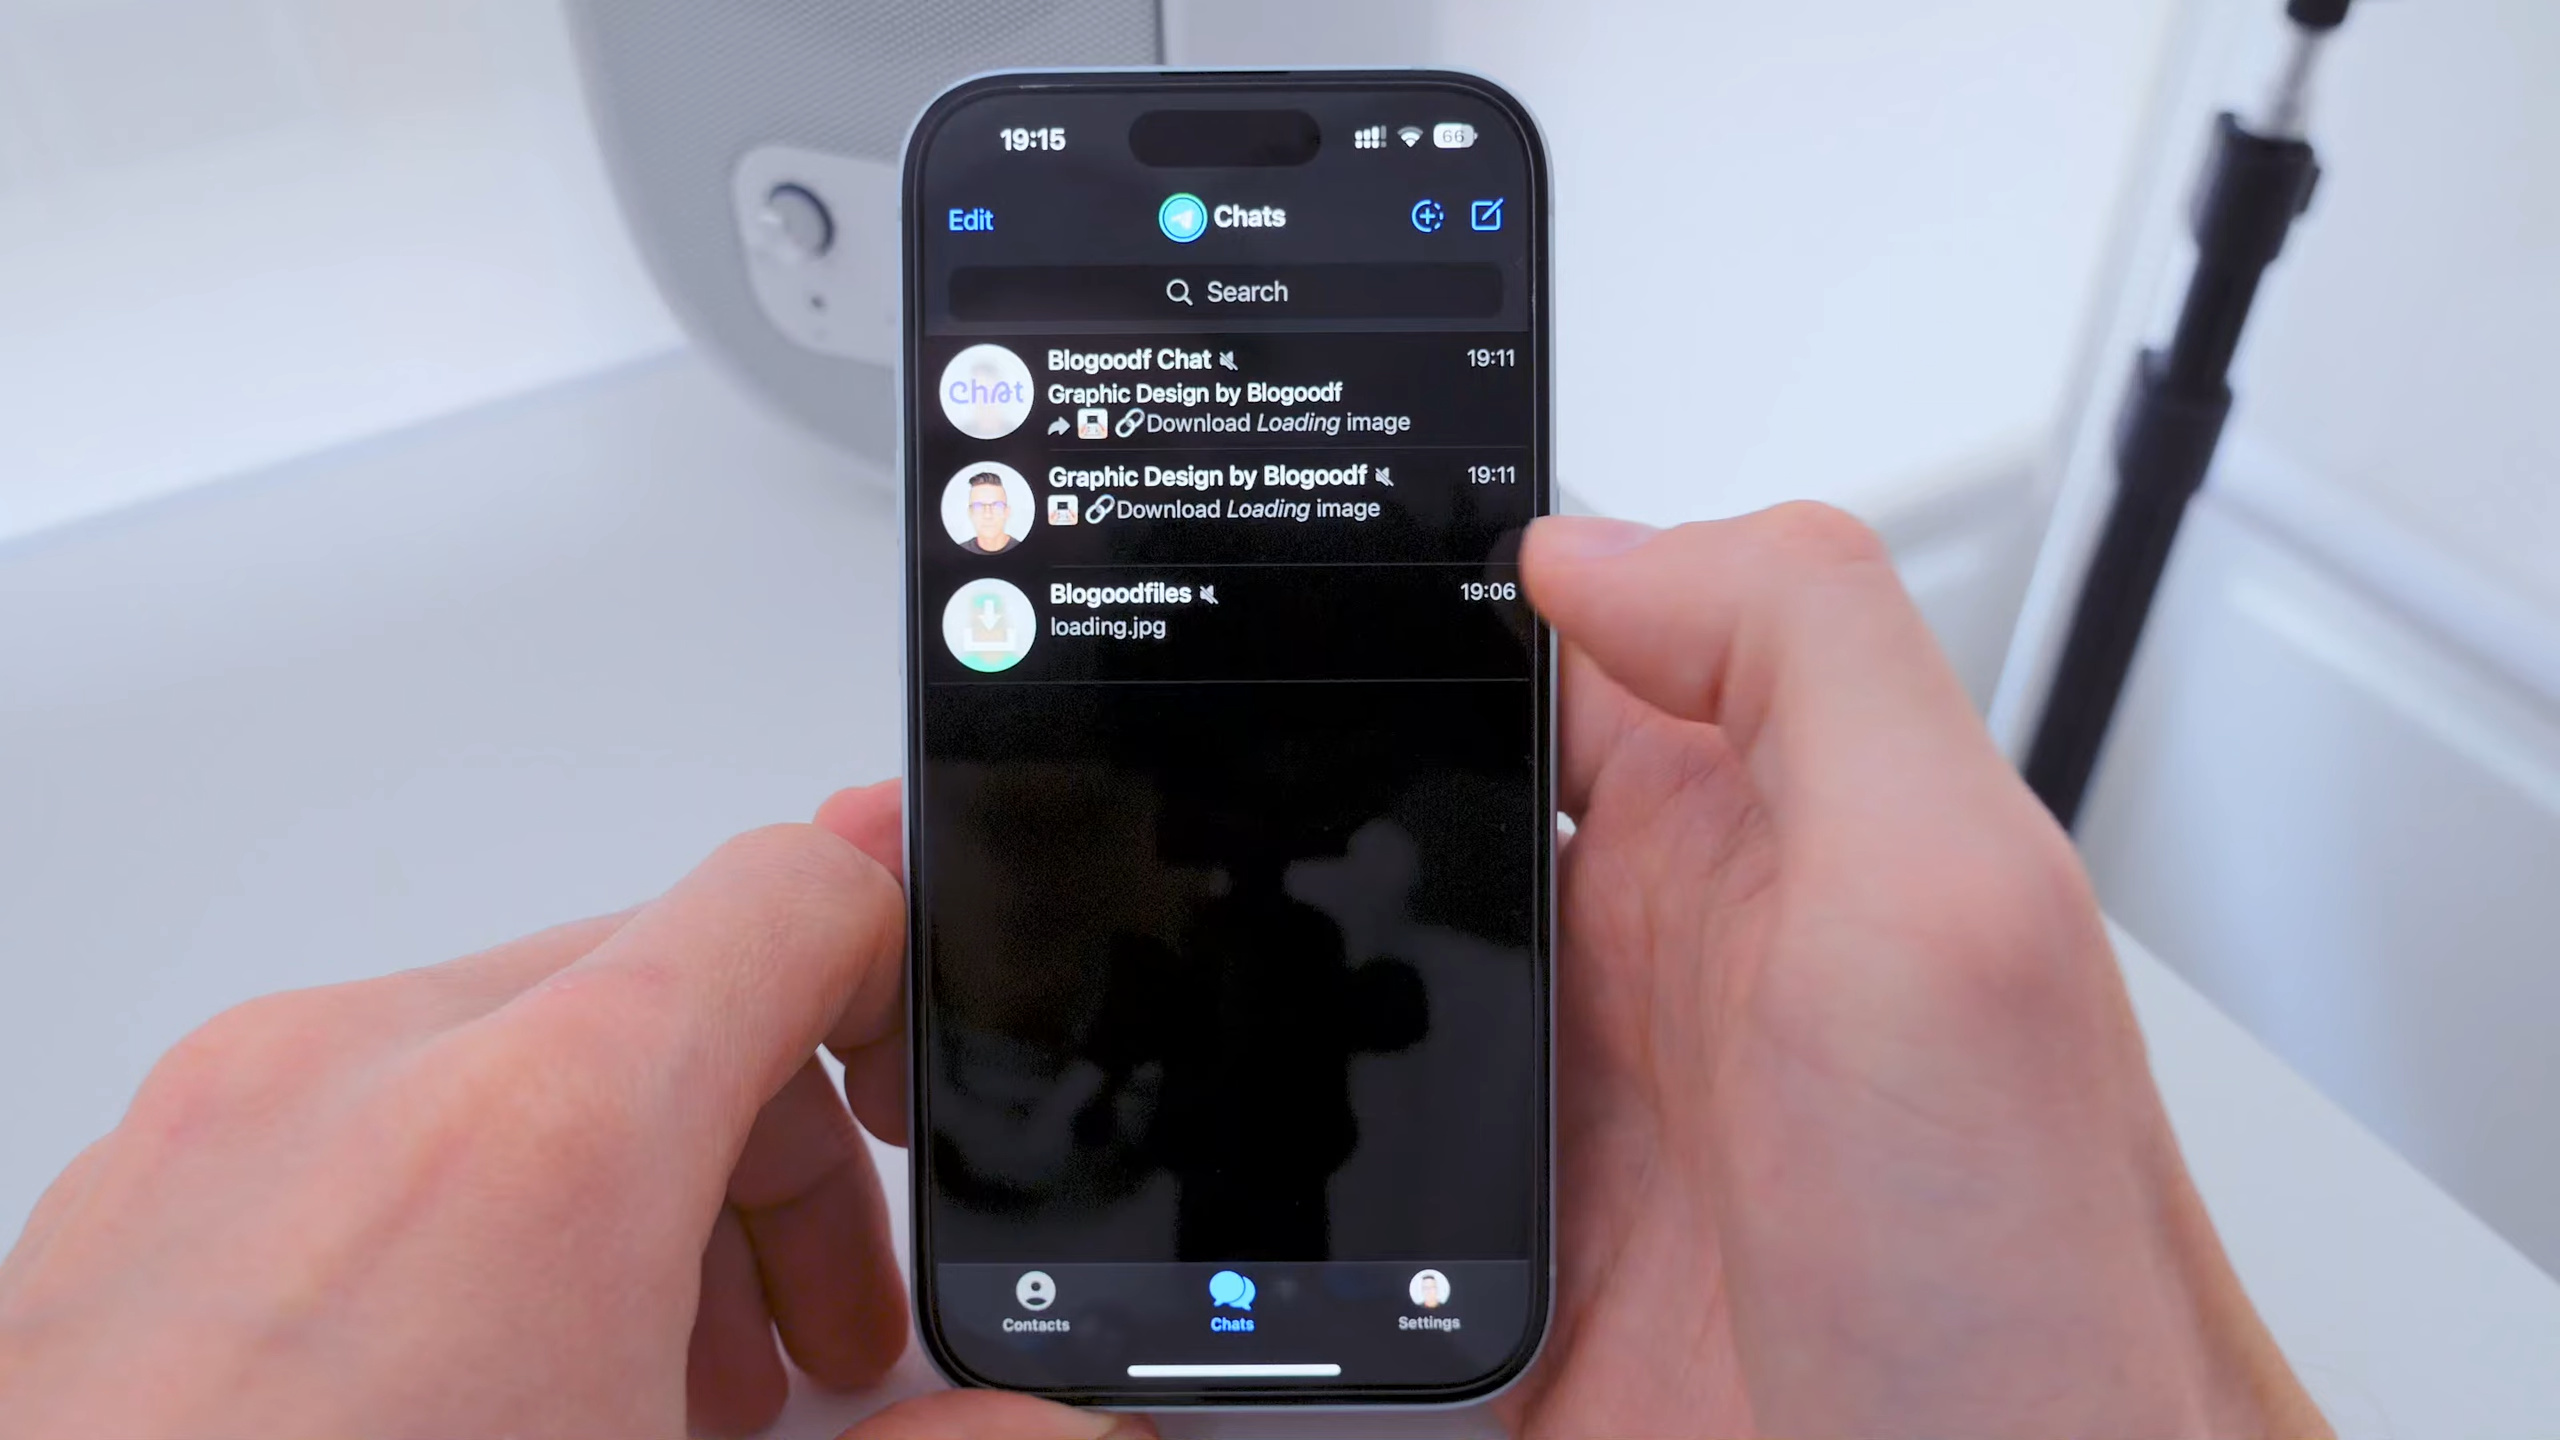 19:15
66
Edit
Chats
Search
Chat
Blogoodf Chat
19:11
Graphic Design by Blogoodf
Download Loading image
Graphic Design by Blogoodf
19:11
Download Loading image
Blogoodfiles
19:06
loading.jpg
Contacts
Chats
Settings